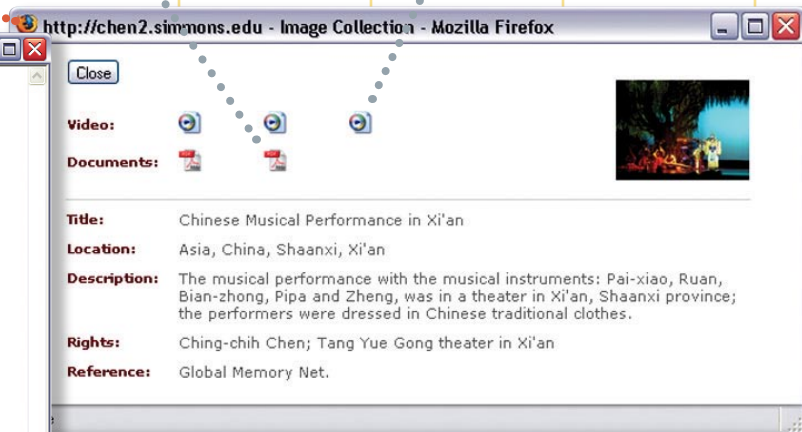 http://chen2.simmons.edu - Image Collection - Mozilla Firefox
Close
Video:
Documents:
Title: Chinese Musical Performance in Xi'an
Location: Asia, China, Shaanxi, Xi'an
Description: The musical performance with the musical instruments: Pai-xiao, Ruan,
Bian-zhong, Pipa and Zheng, was in a theater in Xi'an, Shaanxi province;
the performers were dressed in Chinese traditional clothes.
Rights: Ching-chih Chen; Tang Yue Gong theater in Xi'an
Reference: Global Memory Net.